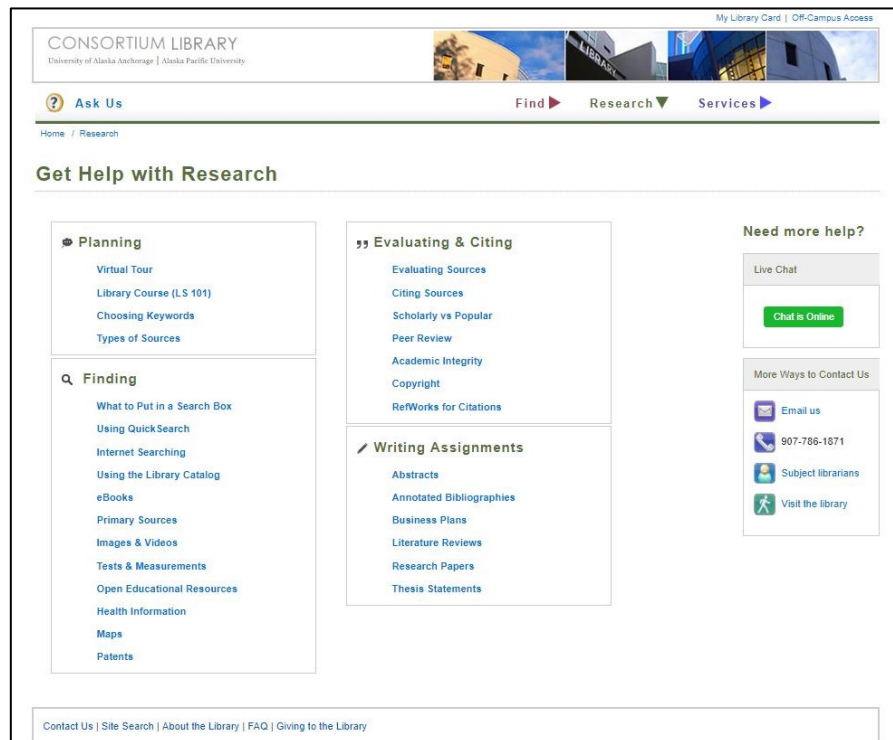 My Library Card | Off-Campus Access
CONSORTIUM LIBRARY
University of Alaska Anchorage | Alaska Pacific University
LIBRARY
? Ask Us
Find
Research
Services
Home / Research
Get Help with Research
Planning
Virtual Tour
Library Course (LS 101)
Choosing Keywords
Types of Sources
Finding
What to Put in a Search Box
Using QuickSearch
Internet Searching
Using the Library Catalog
eBooks
Primary Sources
Images & Videos
Tests & Measurements
Open Educational Resources
Health Information
Maps
Patents
Evaluating & Citing
Evaluating Sources
Citing Sources
Scholarly vs Popular
Peer Review
Academic Integrity
Copyright
RefWorks for Citations
Writing Assignments
Abstracts
Annotated Bibliographies
Business Plans
Literature Reviews
Research Papers
Thesis Statements
Need more help?
Live Chat
Chat is Online
More Ways to Contact Us
Email us
907-786-1871
Subject librarians
Visit the library
Contact Us | Site Search | About the Library | FAQ | Giving to the Library